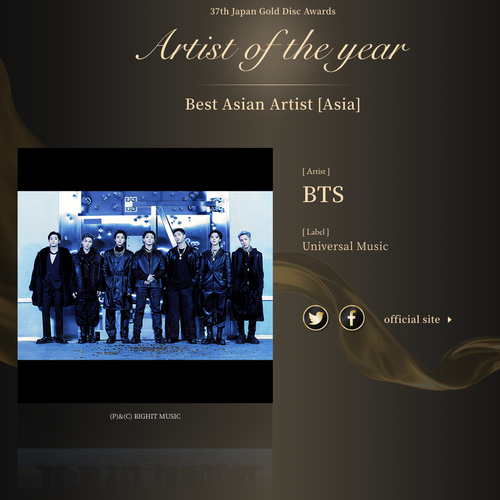 37th Japan Gold Disc Awards
Artist of the year
Best Asian Artist [Asia]
[ Artist ]
BTS
[ Label ]
Universal Music
official site
(P)&(C) BIGHIT MUSIC